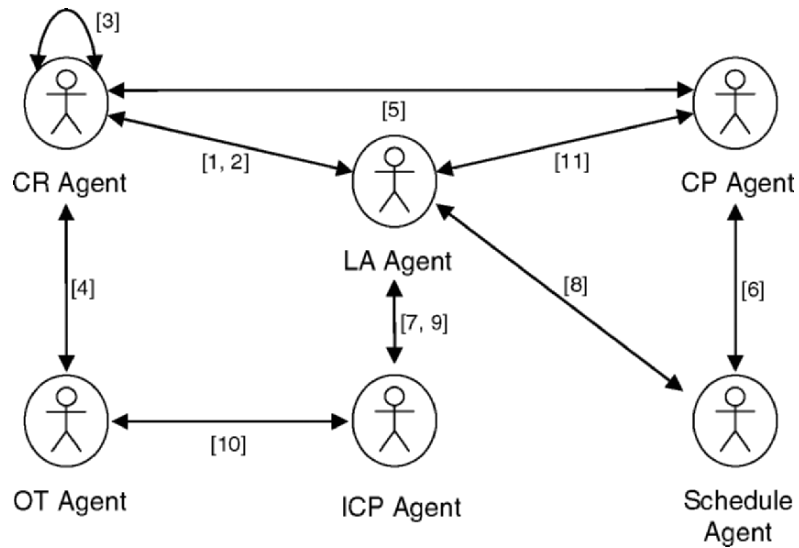 [3]
[5]
[1, 2]
[11]
CR Agent
CP Agent
LA Agent
[4]
[8]
[6]
[7, 9]
[10]
OT Agent
ICP Agent
Schedule
Agent